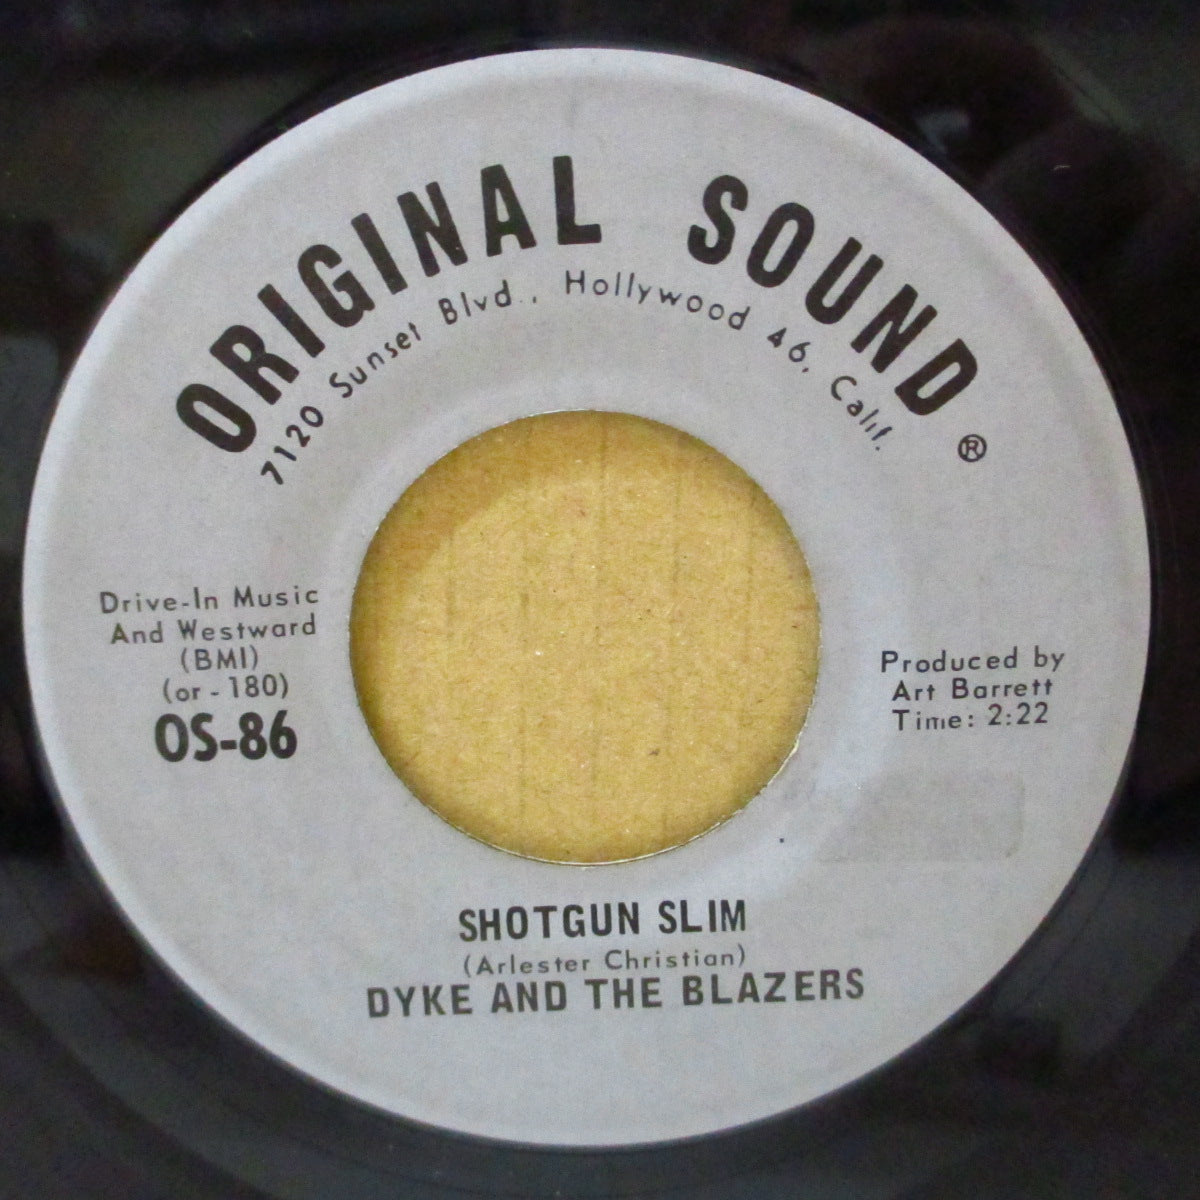 ORIGINAL SOUND ®
7120 Sunset Blvd., Hollywood 46, Calif.
Drive-In Music
And Westward
(BMI)
(or - 180)
OS-86
Produced by
Art Barrett
Time: 2:22
SHOTGUN SLIM
(Arlester Christian)
DYKE AND THE BLAZERS